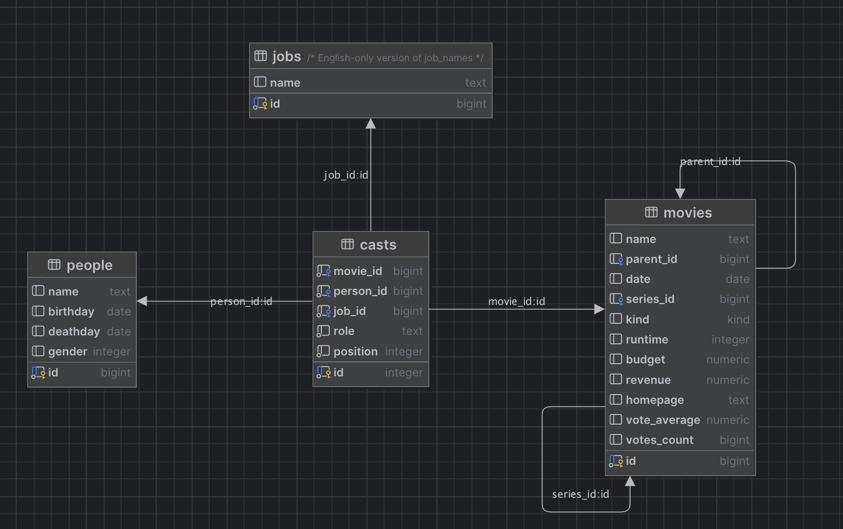 jobs /* English-only version of job_names */
name text
id bigint
job_id:id
parent_id:id
movies
name text
parent_id bigint
date date
series_id bigint
kind kind
runtime integer
budget numeric
revenue numeric
homepage text
vote_average numeric
votes_count bigint
id bigint
casts
movie_id bigint
person_id bigint
job_id bigint
role text
position integer
id integer
people
name text
birthday date
deathday date
gender integer
id bigint
person_id:id
movie_id:id
series_id:id